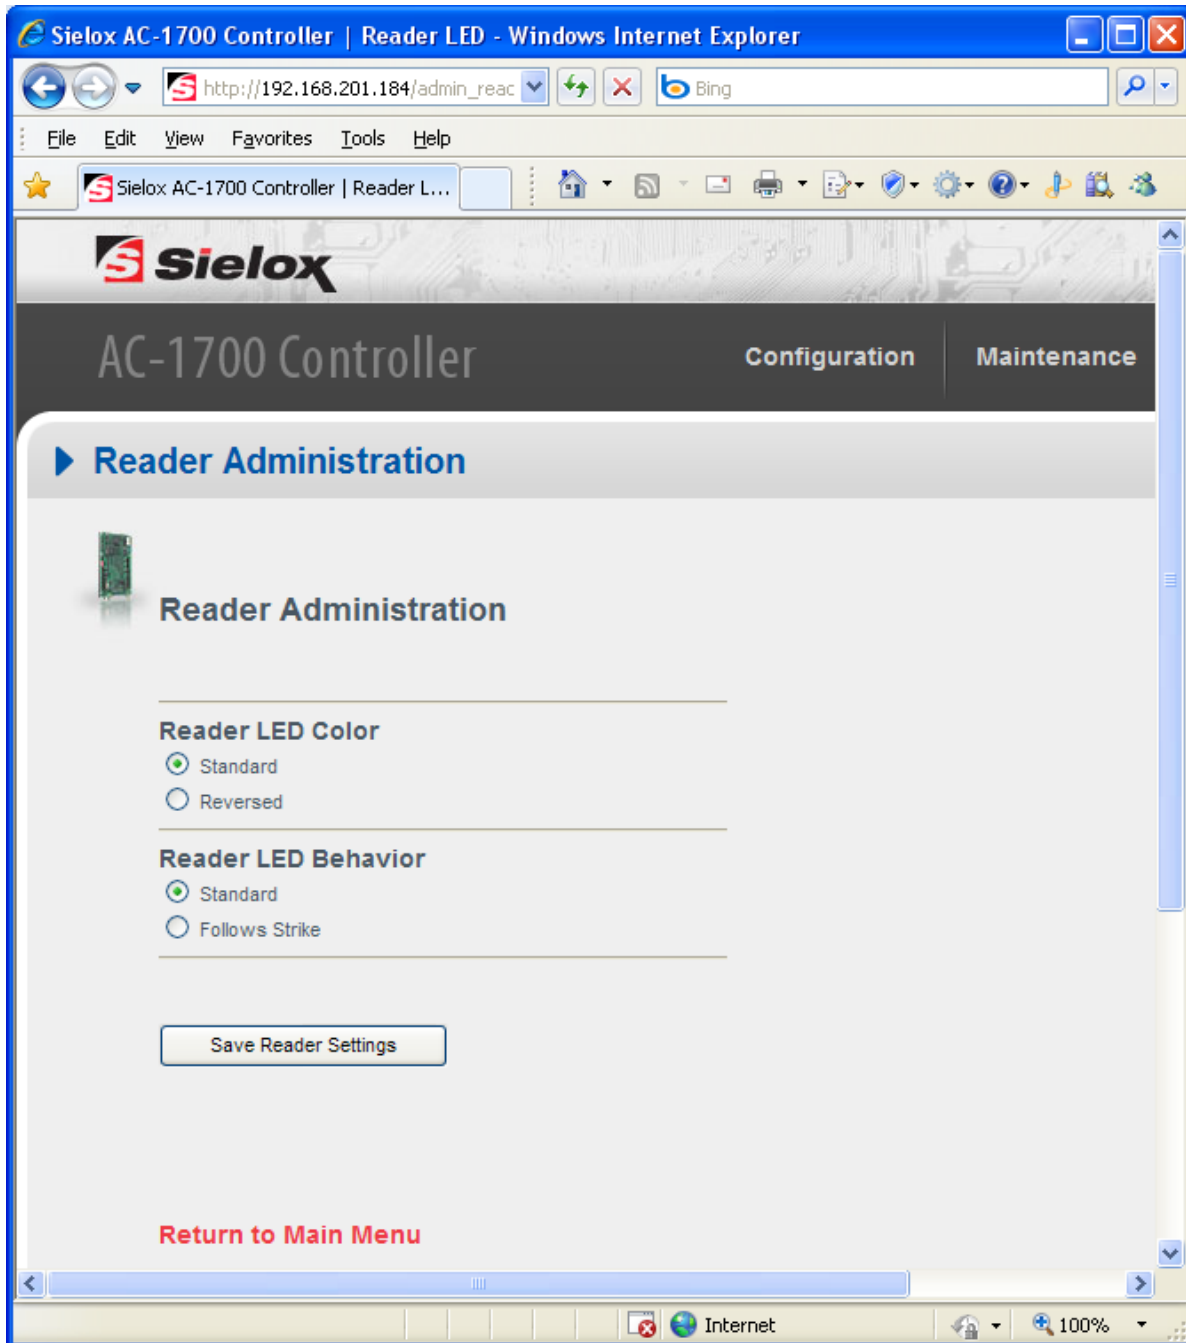 Sielox AC-1700 Controller | Reader LED - Windows Internet Explorer
http://192.168.201.184/admin_reac
Bing
File Edit View Favorites Tools Help
Sielox AC-1700 Controller | Reader L...
S Sielox
AC-1700 Controller Configuration Maintenance
Reader Administration
Reader Administration
Reader LED Color
Standard
Reversed
Reader LED Behavior
Standard
Follows Strike
Save Reader Settings
Return to Main Menu
Internet 100%